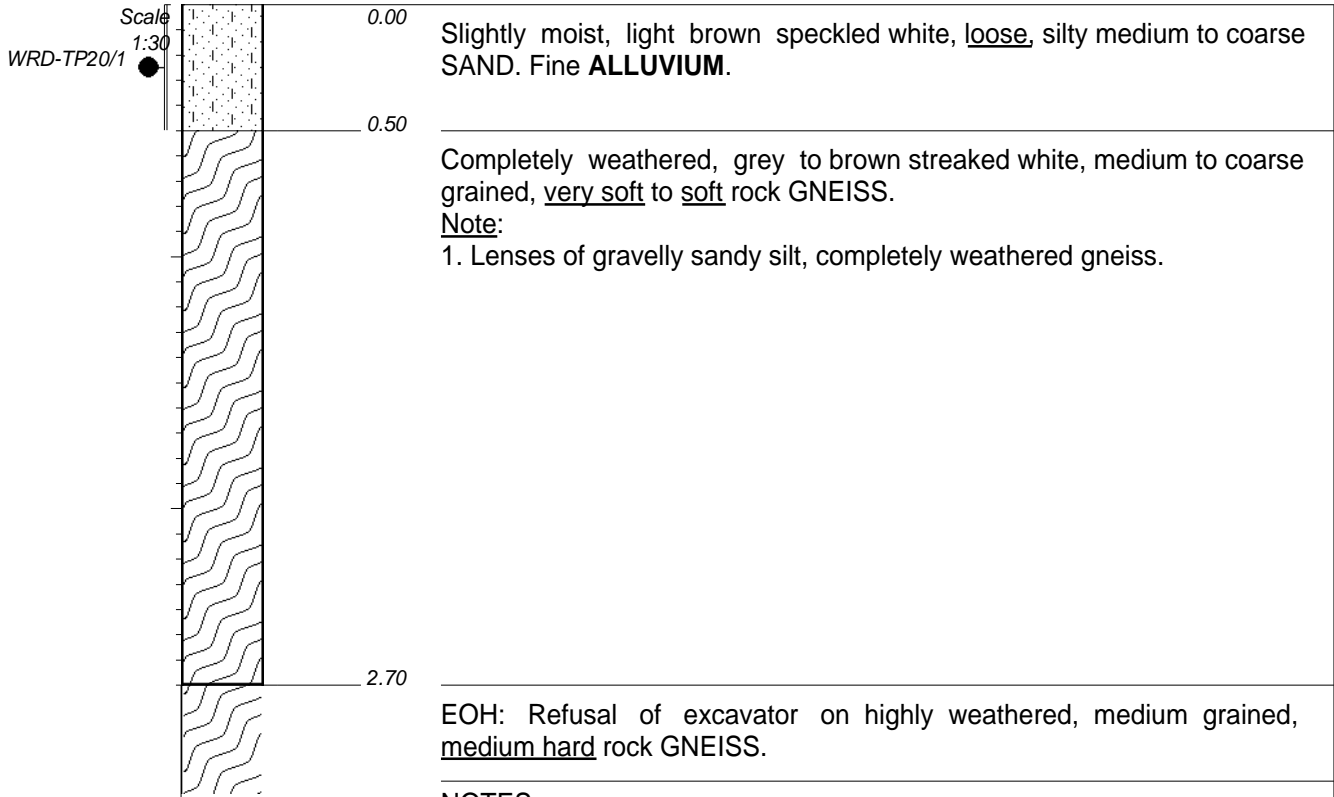 Scale
1:30
WRD-TP20/1
0.00
Slightly moist, light brown speckled white, loose, silty medium to coarse
SAND. Fine ALLUVIUM.
0.50
Completely weathered, grey to brown streaked white, medium to coarse
grained, very soft to soft rock GNEISS.
Note:
1. Lenses of gravelly sandy silt, completely weathered gneiss.
2.70
EOH: Refusal of excavator on highly weathered, medium grained,
medium hard rock GNEISS.
NOTES